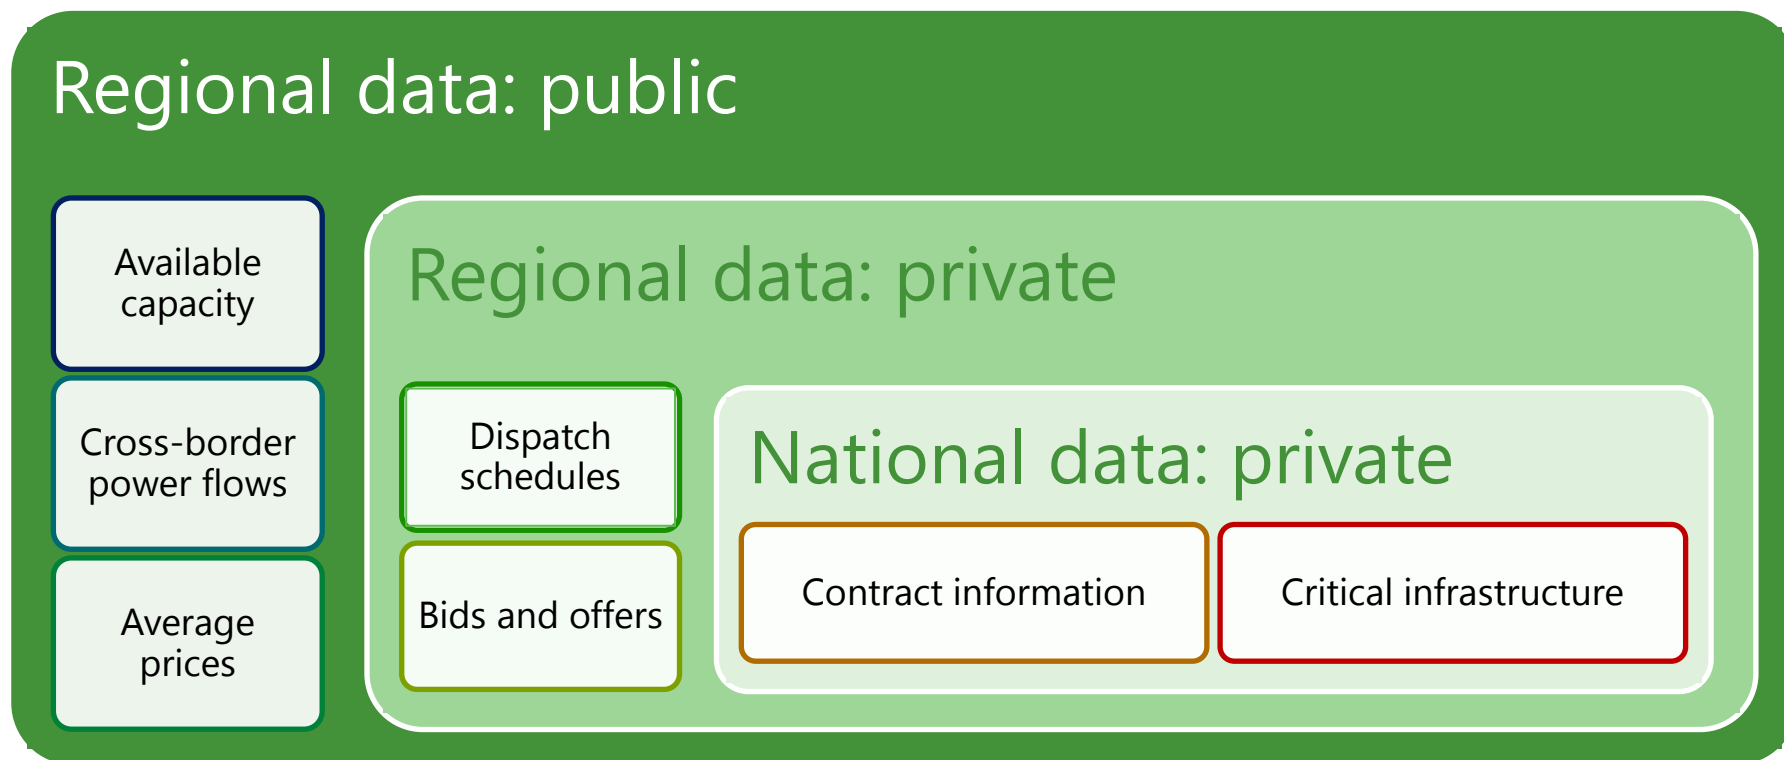 Regional data: public
Available
capacity
Cross-border
power flows
Average
prices
Regional data: private
Dispatch
schedules
Bids and offers
National data: private
Contract information
Critical infrastructure